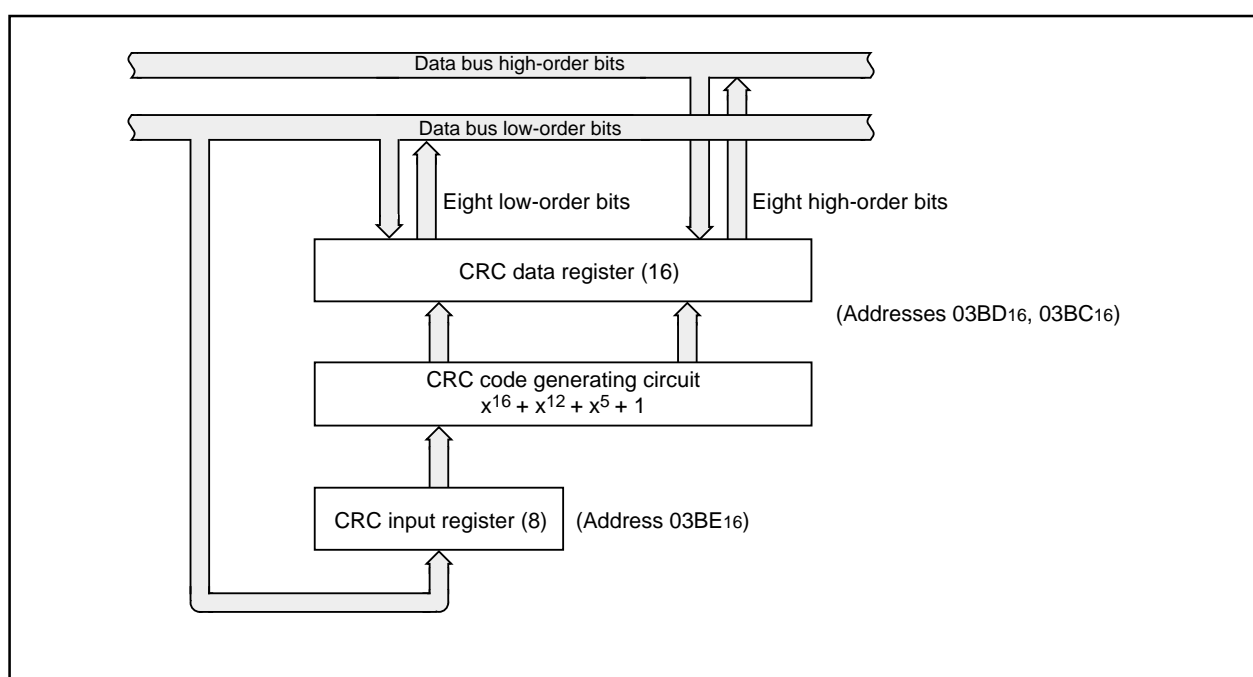 Data bus high-order bits
Data bus low-order bits
Eight low-order bits
Eight high-order bits
CRC data register (16)
(Addresses 03BD16, 03BC16)
CRC code generating circuit
x16 + x12 + x5 + 1
CRC input register (8)
(Address 03BE16)